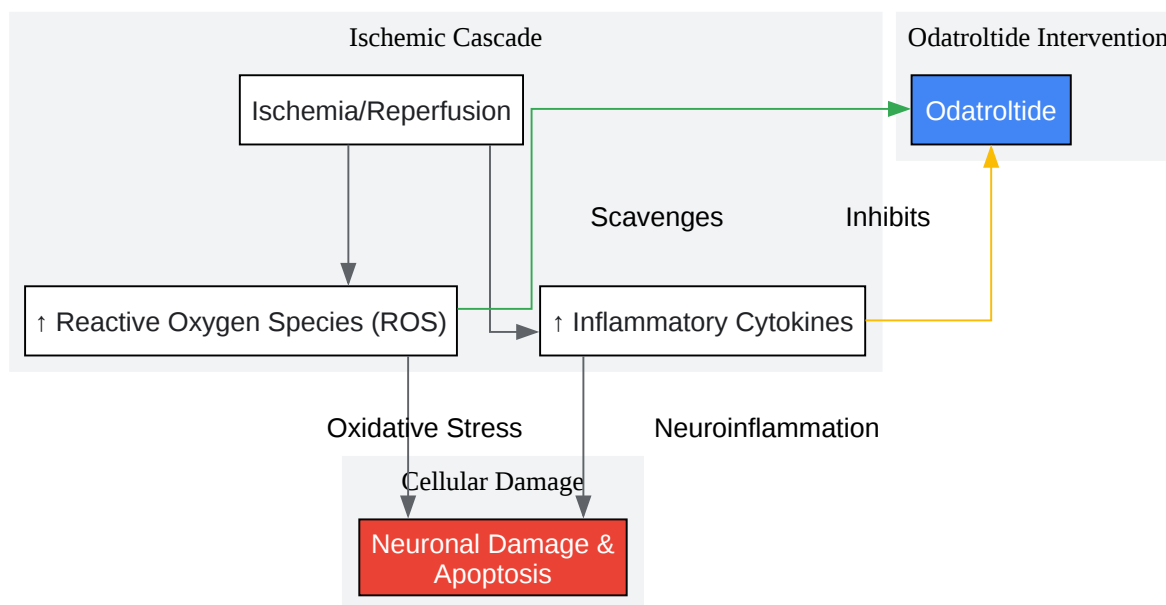 Ischemic Cascade
Odatroltide Intervention
Ischemia/Reperfusion
Odatroltide
Scavenges
Inhibits
↑ Reactive Oxygen Species (ROS)
↑ Inflammatory Cytokines
Oxidative Stress
Neuroinflammation
Cellular Damage
Neuronal Damage &
Apoptosis